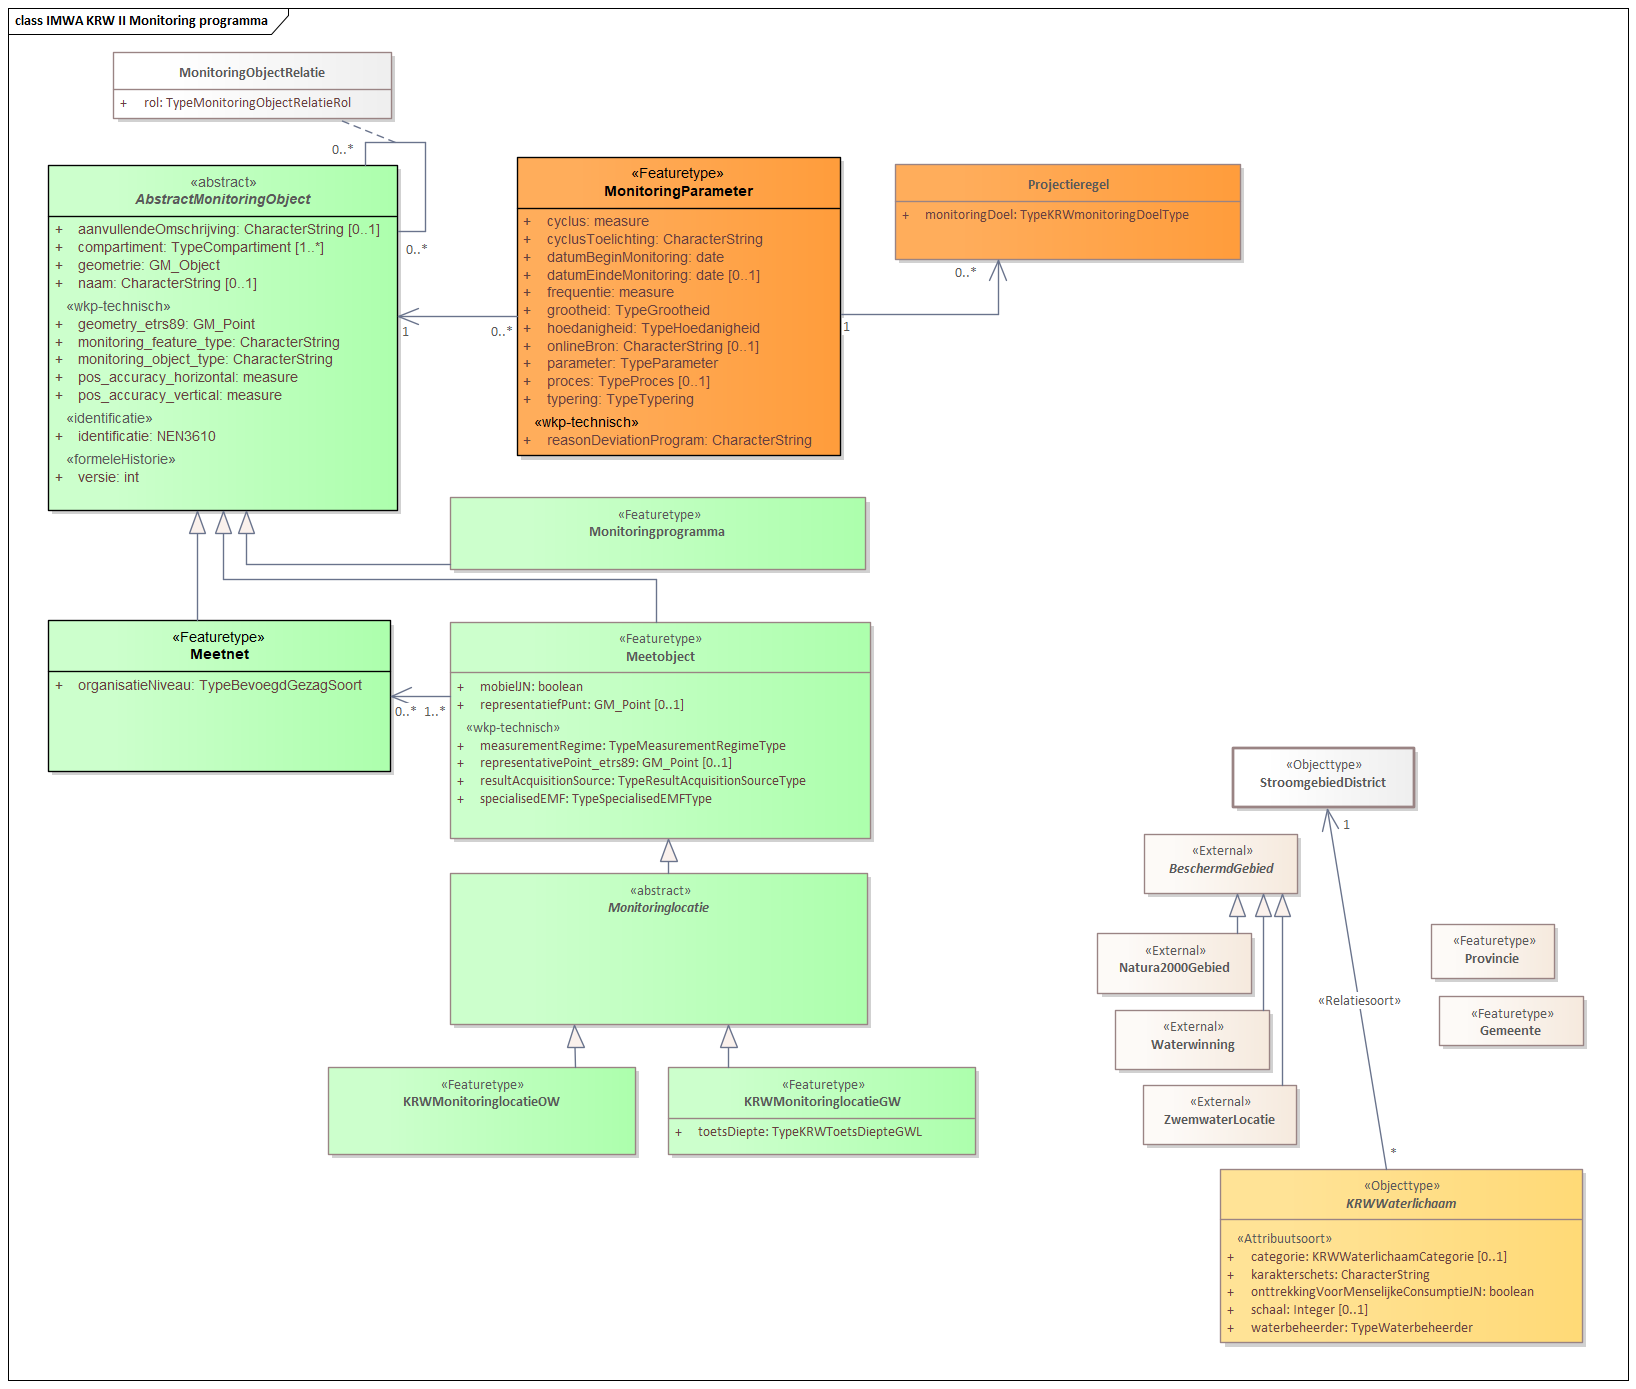 class IMWA KRW II Monitoring programma
MonitoringObjectRelatie
+ rol: TypeMonitoringObjectRelatieRol
0..*
0..*
«abstract»
AbstractMonitoringObject
+ aanvullendeOmschrijving: CharacterString [0..1]
+ compartiment: TypeCompartiment [1..*]
+ geometrie: GM_Object
+ naam: CharacterString [0..1]
«wkp-technisch»
+ geometry_etrs89: GM_Point
+ monitoring_feature_type: CharacterString
+ monitoring_object_type: CharacterString
+ pos_accuracy_horizontal: measure
+ pos_accuracy_vertical: measure
«identificatie»
+ identificatie: NEN3610
«formeleHistorie»
+ versie: int
1
0..*
«Featuretype»
MonitoringParameter
+ cyclus: measure
+ cyclusToelichting: CharacterString
+ datumBeginMonitoring: date
+ datumEindeMonitoring: date [0..1]
+ frequentie: measure
+ grootheid: TypeGrootheid
+ hoedanigheid: TypeHoedanigheid
+ onlineBron: CharacterString [0..1]
+ parameter: TypeParameter
+ proces: TypeProces [0..1]
+ typering: TypeTypering
«wkp-technisch»
+ reasonDeviationProgram: CharacterString
1
0..*
Projectieregel
+ monitoringDoel: TypeKRWmonitoringDoelType
«Featuretype»
Monitoringprogramma
«Featuretype»
Meetnet
+ organisatieNiveau: TypeBevoegdGezagSoort
0..* 1..*
«Featuretype»
Meetobject
+ mobielJN: boolean
+ representatiefPunt: GM_Point [0..1]
«wkp-technisch»
+ measurementRegime: TypeMeasurementRegimeType
+ representativePoint_etrs89: GM_Point [0..1]
+ resultAcquisitionSource: TypeResultAcquisitionSourceType
+ specialisedEMF: TypeSpecialisedEMFType
«abstract»
Monitoringlocatie
«Featuretype»
KRWMonitoringlocatieOW
«Featuretype»
KRWMonitoringlocatieGW
+ toetsDiepte: TypeKRWToetsDiepteGWL
«Objecttype»
StroomgebiedDistrict
1
«External»
BeschermdGebied
«External»
Natura2000Gebied
«External»
Waterwinning
«External»
ZwemwaterLocatie
«Relatiesoort»
«Featuretype»
Provincie
«Featuretype»
Gemeente
*
«Objecttype»
KRWWaterlichaam
«Attribuutsoort»
+ categorie: KRWWaterlichaamCategorie [0..1]
+ karakterschets: CharacterString
+ onttrekkingVoorMenselijkeConsumptieJN: boolean
+ schaal: Integer [0..1]
+ waterbeheerder: TypeWaterbeheerder